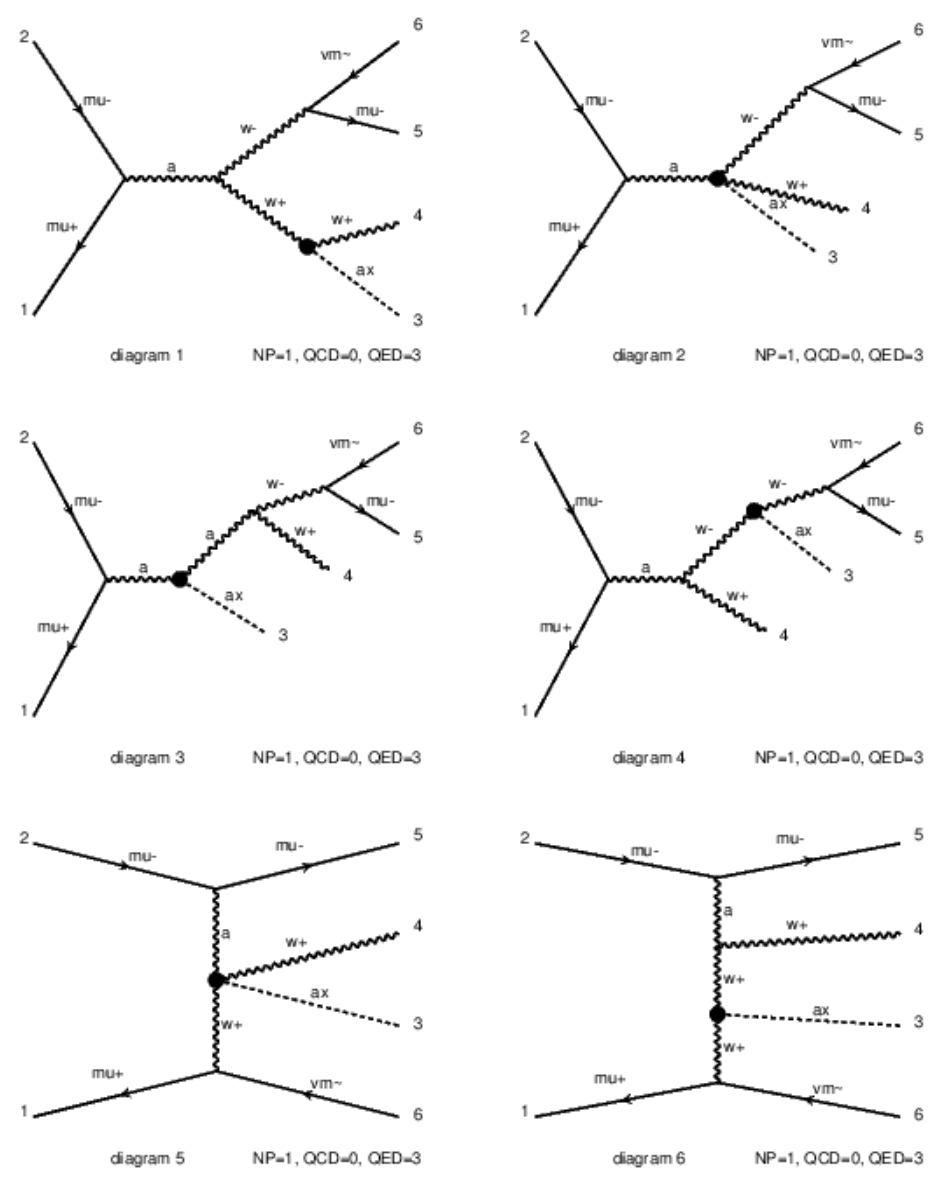 2
mu-
mu+
1
a
w-
w+
vm~
6
mu-
5
w+
4
ax
3
diagram 1 NP=1, QCD=0, QED=3
2
mu-
mu+
1
a
w-
vm~
6
mu-
5
w+
4
ax
3
diagram 2 NP=1, QCD=0, QED=3
2
mu-
mu+
1
a
a
w-
vm~
6
mu-
5
w+
4
ax
3
diagram 3 NP=1, QCD=0, QED=3
2
mu-
mu+
1
a
w-
w-
vm~
6
mu-
5
ax
3
w+
4
diagram 4 NP=1, QCD=0, QED=3
2
mu-
mu-
5
a
w+
4
ax
3
w+
mu+
1
vm~
6
diagram 5 NP=1, QCD=0, QED=3
2
mu-
mu-
5
a
w+
4
w+
ax
3
w+
mu+
1
vm~
6
diagram 6 NP=1, QCD=0, QED=3